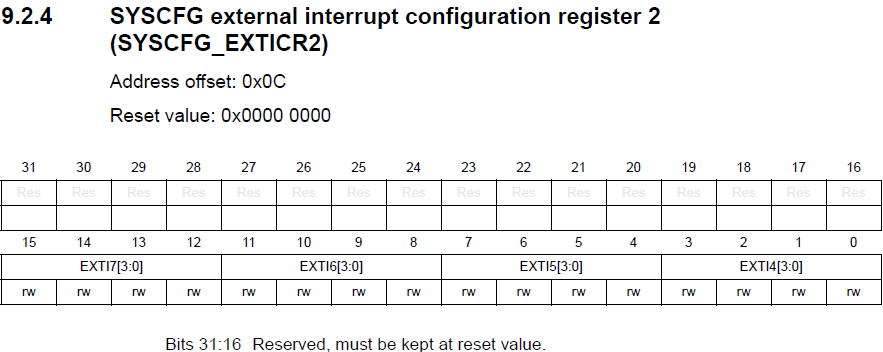 9.2.4 SYSCFG external interrupt configuration register 2
(SYSCFG_EXTICR2)
Address offset: 0x0C
Reset value: 0x0000 0000
31 30 29 28 27 26 25 24 23 22 21 20 19 18 17 16
Res Res Res Res Res Res Res Res Res Res Res Res Res Res Res Res
15 14 13 12 11 10 9 8 7 6 5 4 3 2 1 0
EXTI7[3:0] EXTI6[3:0] EXTI5[3:0] EXTI4[3:0]
rw rw rw rw rw rw rw rw rw rw rw rw rw rw rw rw
Bits 31:16 Reserved, must be kept at reset value.